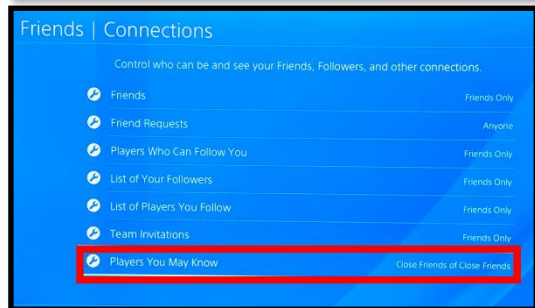 Friends | Connections
Control who can be and see your Friends, Followers, and other connections.
Friends Friends Only
Friend Requests Anyone
Players Who Can Follow You Friends Only
List of Your Followers Friends Only
List of Players You Follow Friends Only
Team Invitations Friends Only
Players You May Know Close Friends of Close Friends